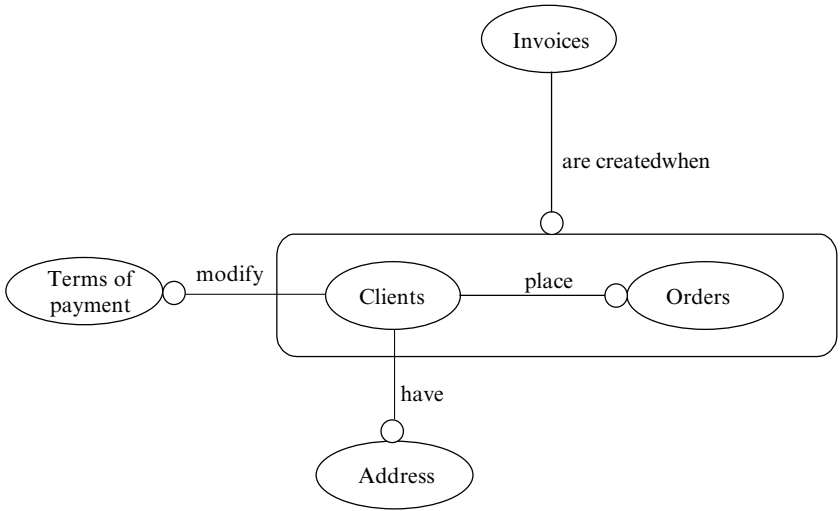 Invoices
are createdwhen
Terms of
payment
modify
Clients
place
Orders
have
Address